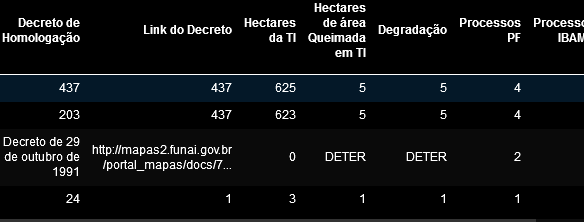 Decreto de Homologação Link do Decreto Hectares da TI Hectares de área Queimada em TI Degradação Processos PF Processo IBAM
437 437 625 5 5 4
203 437 623 5 5 4
Decreto de 29 de outubro de 1991 http://mapas2.funai.gov.br/portal_mapas/docs/7... 0 DETER DETER 2
24 1 3 1 1 1